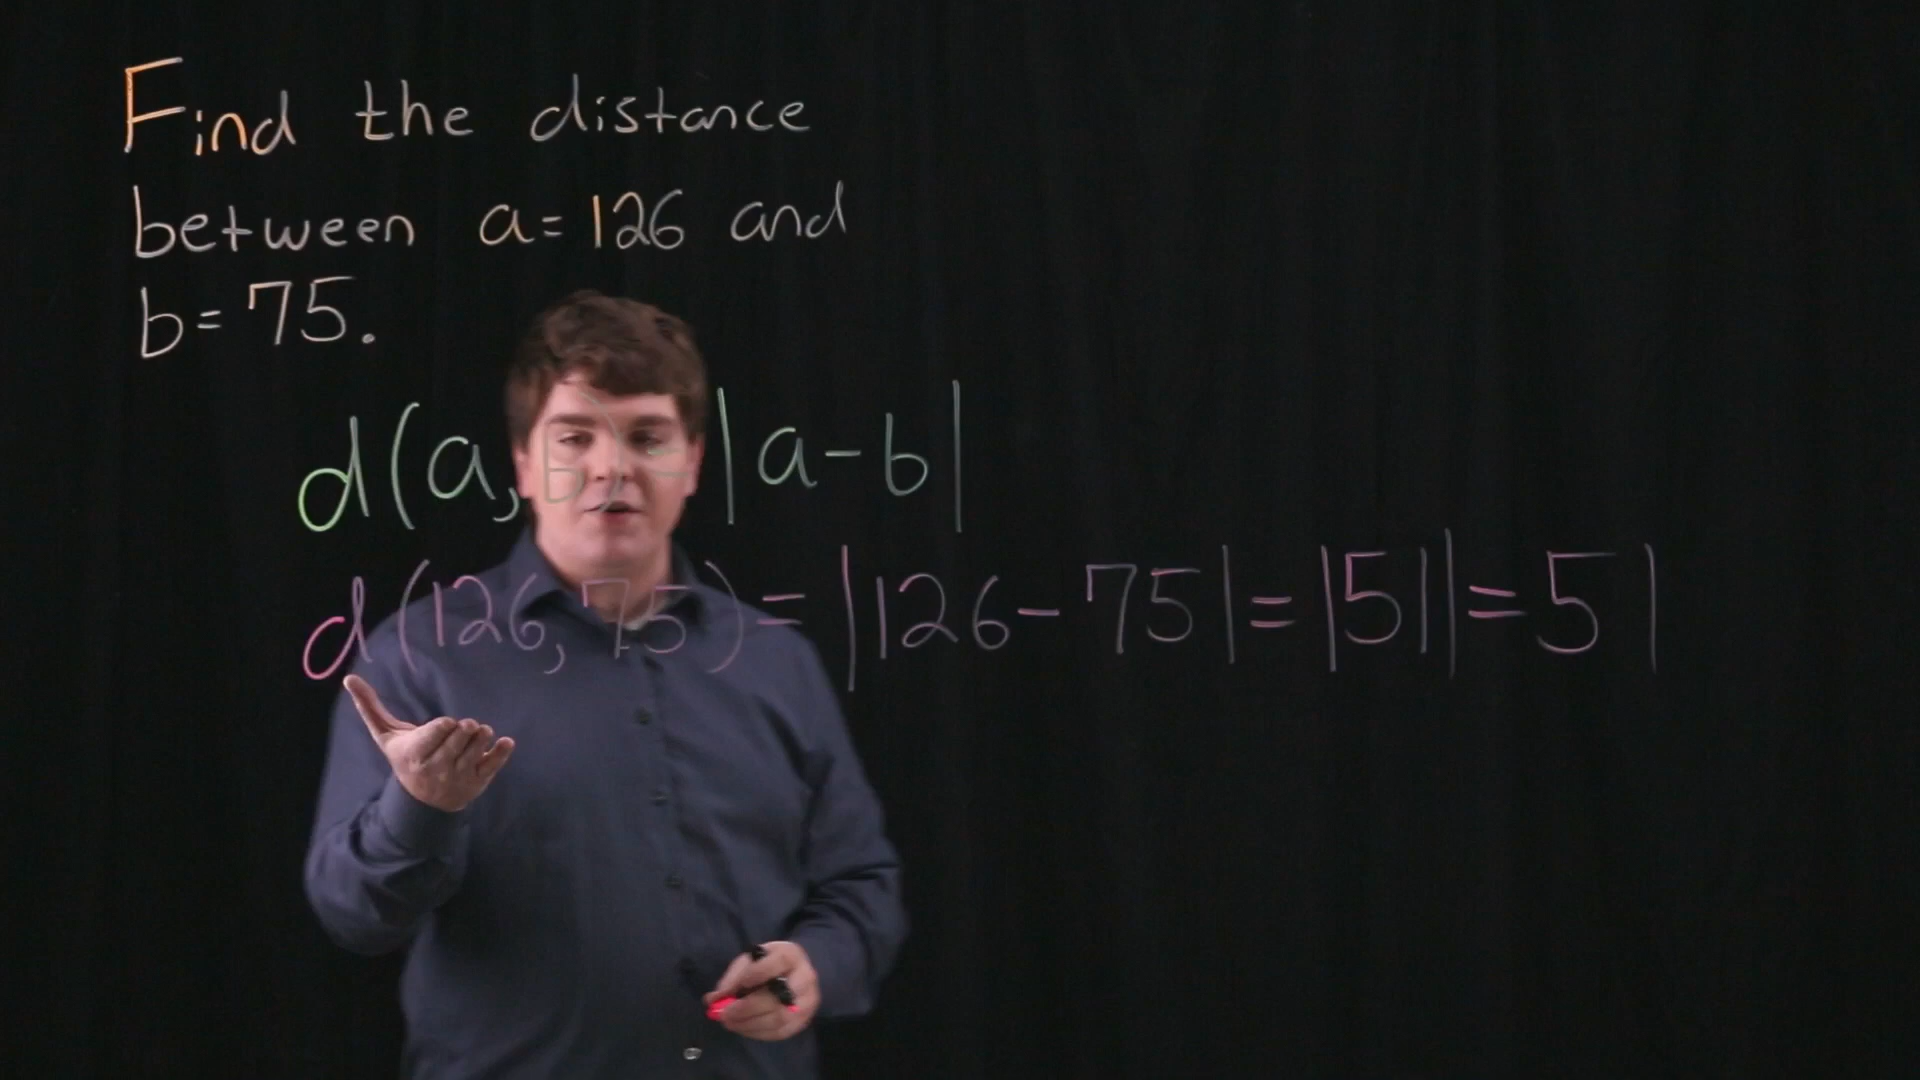 Find the distance
between a=126 and
b=75.
d(a,b)=|a-b|
d(126,75)=|126-75|=|51|=51